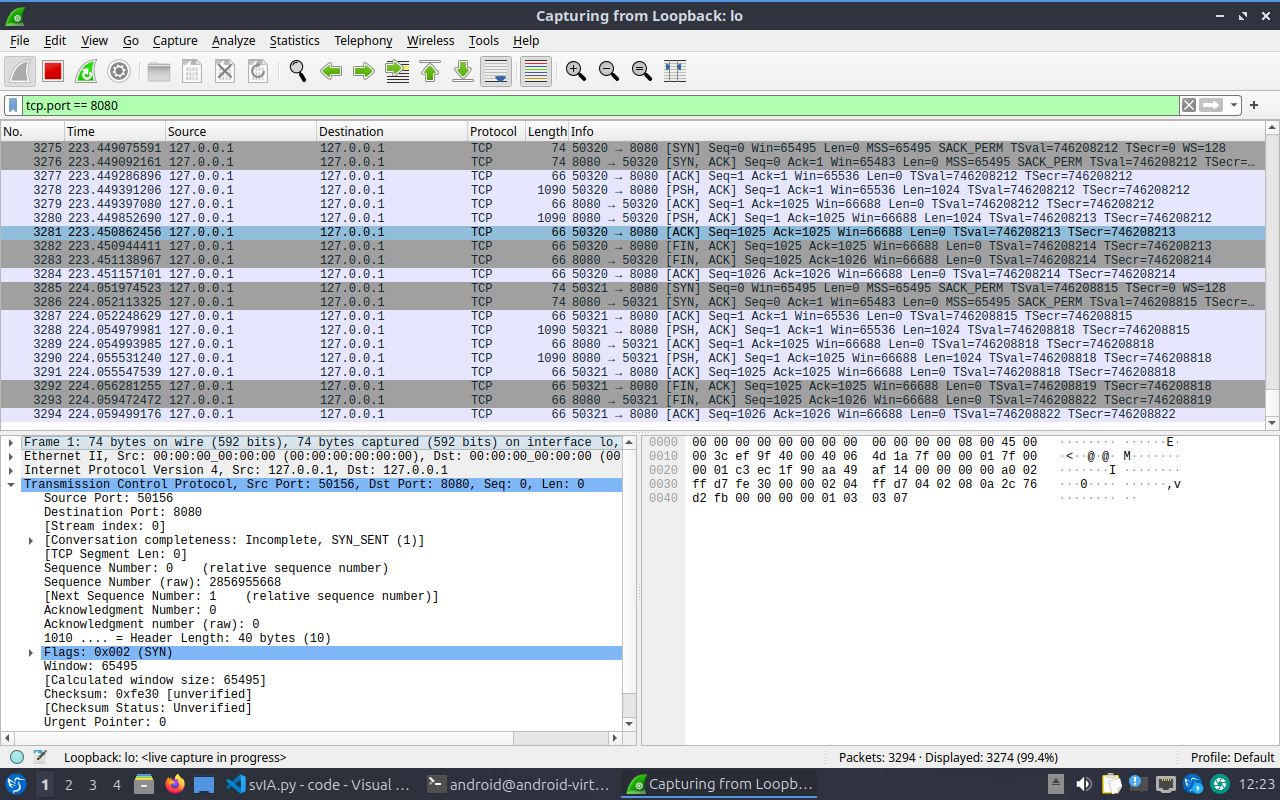 Capturing from Loopback: lo
File Edit View Go Capture Analyze Statistics Telephony Wireless Tools Help
tcp.port == 8080
No. Time Source Destination Protocol Length Info
3275 223.449075591 127.0.0.1 127.0.0.1 TCP 74 50320 → 8080 [SYN] Seq=0 Win=65495 Len=0 MSS=65495 SACK_PERM TSval=746208212 TSecr=0 WS=128
3276 223.449092161 127.0.0.1 127.0.0.1 TCP 74 8080 → 50320 [SYN, ACK] Seq=0 Ack=1 Win=65483 Len=0 MSS=65495 SACK_PERM TSval=746208212 TSecr=…
3277 223.449286896 127.0.0.1 127.0.0.1 TCP 66 50320 → 8080 [ACK] Seq=1 Ack=1 Win=65536 Len=0 TSval=746208212 TSecr=746208212
3278 223.449391206 127.0.0.1 127.0.0.1 TCP 1090 50320 → 8080 [PSH, ACK] Seq=1 Ack=1 Win=65536 Len=1024 TSval=746208212 TSecr=746208212
3279 223.449397080 127.0.0.1 127.0.0.1 TCP 66 8080 → 50320 [ACK] Seq=1 Ack=1025 Win=66688 Len=0 TSval=746208212 TSecr=746208212
3280 223.449852690 127.0.0.1 127.0.0.1 TCP 1090 8080 → 50320 [PSH, ACK] Seq=1 Ack=1025 Win=66688 Len=1024 TSval=746208213 TSecr=746208212
3281 223.450862456 127.0.0.1 127.0.0.1 TCP 66 50320 → 8080 [ACK] Seq=1025 Ack=1025 Win=66688 Len=0 TSval=746208213 TSecr=746208213
3282 223.450944411 127.0.0.1 127.0.0.1 TCP 66 50320 → 8080 [FIN, ACK] Seq=1025 Ack=1025 Win=66688 Len=0 TSval=746208214 TSecr=746208213
3283 223.451138967 127.0.0.1 127.0.0.1 TCP 66 8080 → 50320 [FIN, ACK] Seq=1025 Ack=1026 Win=66688 Len=0 TSval=746208214 TSecr=746208214
3284 223.451157101 127.0.0.1 127.0.0.1 TCP 66 50320 → 8080 [ACK] Seq=1026 Ack=1026 Win=66688 Len=0 TSval=746208214 TSecr=746208214
3285 224.051974523 127.0.0.1 127.0.0.1 TCP 74 50321 → 8080 [SYN] Seq=0 Win=65495 Len=0 MSS=65495 SACK_PERM TSval=746208815 TSecr=0 WS=128
3286 224.052113325 127.0.0.1 127.0.0.1 TCP 74 8080 → 50321 [SYN, ACK] Seq=0 Ack=1 Win=65483 Len=0 MSS=65495 SACK_PERM TSval=746208815 TSecr=…
3287 224.052248629 127.0.0.1 127.0.0.1 TCP 66 50321 → 8080 [ACK] Seq=1 Ack=1 Win=65536 Len=0 TSval=746208815 TSecr=746208815
3288 224.054979981 127.0.0.1 127.0.0.1 TCP 1090 50321 → 8080 [PSH, ACK] Seq=1 Ack=1 Win=65536 Len=1024 TSval=746208818 TSecr=746208815
3289 224.054993985 127.0.0.1 127.0.0.1 TCP 66 8080 → 50321 [ACK] Seq=1 Ack=1025 Win=66688 Len=0 TSval=746208818 TSecr=746208818
3290 224.055531240 127.0.0.1 127.0.0.1 TCP 1090 8080 → 50321 [PSH, ACK] Seq=1 Ack=1025 Win=66688 Len=1024 TSval=746208818 TSecr=746208818
3291 224.055547539 127.0.0.1 127.0.0.1 TCP 66 50321 → 8080 [ACK] Seq=1025 Ack=1025 Win=66688 Len=0 TSval=746208818 TSecr=746208818
3292 224.056281255 127.0.0.1 127.0.0.1 TCP 66 50321 → 8080 [FIN, ACK] Seq=1025 Ack=1025 Win=66688 Len=0 TSval=746208819 TSecr=746208818
3293 224.059472472 127.0.0.1 127.0.0.1 TCP 66 8080 → 50321 [FIN, ACK] Seq=1025 Ack=1026 Win=66688 Len=0 TSval=746208822 TSecr=746208819
3294 224.059499176 127.0.0.1 127.0.0.1 TCP 66 50321 → 8080 [ACK] Seq=1026 Ack=1026 Win=66688 Len=0 TSval=746208822 TSecr=746208822
Frame 1: 74 bytes on wire (592 bits), 74 bytes captured (592 bits) on interface lo,
Ethernet II, Src: 00:00:00_00:00:00 (00:00:00:00:00:00), Dst: 00:00:00_00:00:00 (00
Internet Protocol Version 4, Src: 127.0.0.1, Dst: 127.0.0.1
Transmission Control Protocol, Src Port: 50156, Dst Port: 8080, Seq: 0, Len: 0
Source Port: 50156
Destination Port: 8080
[Stream index: 0]
[Conversation completeness: Incomplete, SYN_SENT (1)]
[TCP Segment Len: 0]
Sequence Number: 0 (relative sequence number)
Sequence Number (raw): 2856955668
[Next Sequence Number: 1 (relative sequence number)]
Acknowledgment Number: 0
Acknowledgment number (raw): 0
1010 .... = Header Length: 40 bytes (10)
Flags: 0x002 (SYN)
Window: 65495
[Calculated window size: 65495]
Checksum: 0xfe30 [unverified]
[Checksum Status: Unverified]
Urgent Pointer: 0
0000 00 00 00 00 00 00 00 00 00 00 00 00 08 00 45 00 ········ ······E·
0010 00 3c ef 9f 40 00 40 06 4d 1a 7f 00 00 01 7f 00 ·<··@·@· M·······
0020 00 01 c3 ec 1f 90 aa 49 af 14 00 00 00 00 a0 02 ·······I ········
0030 ff d7 fe 30 00 00 02 04 ff d7 04 02 08 0a 2c 76 ···0···· ······,v
0040 d2 fb 00 00 00 00 01 03 03 07 ········ ··
Loopback: lo: <live capture in progress>
Packets: 3294 · Displayed: 3274 (99.4%)
Profile: Default
1 2 3 4 svIA.py - code - Visual ... android@android-virt... Capturing from Loopb... 12:23